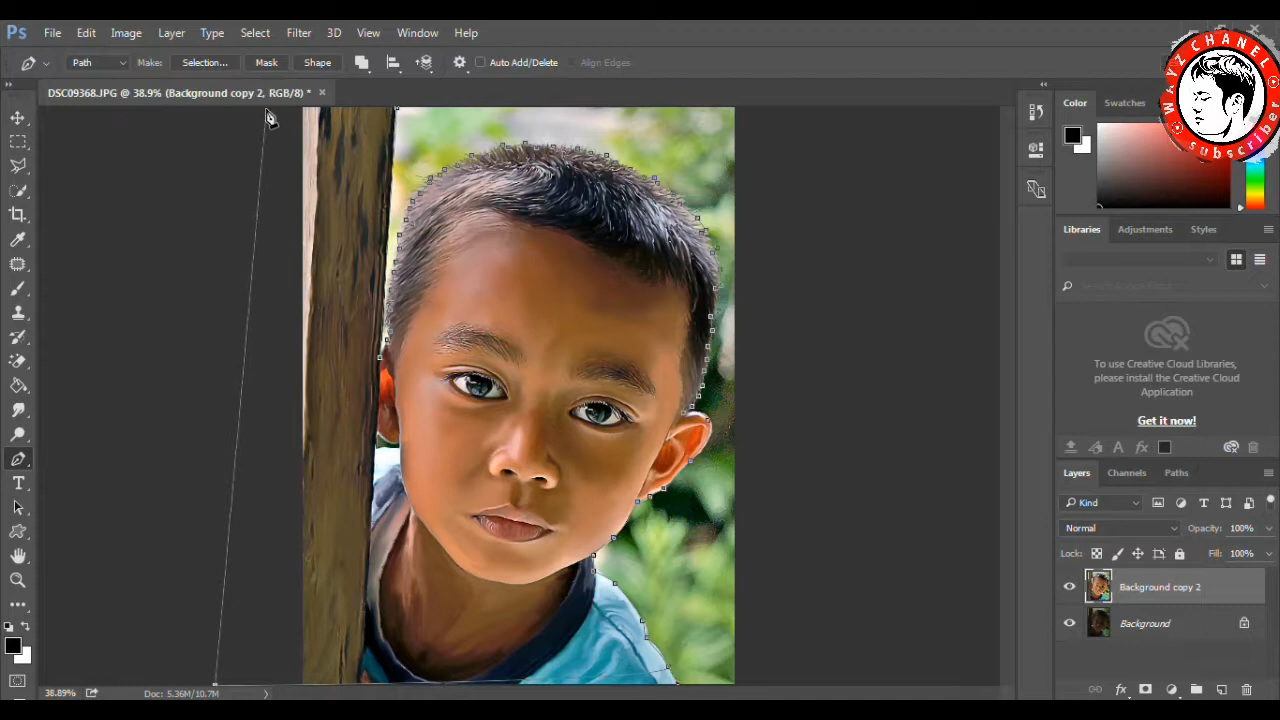 Ps File Edit Image Layer Type Select Filter 3D View Window Help
Path Make: Selection... Mask Shape Auto Add/Delete Align Edges
DSC09368.JPG @ 38.9% (Background copy 2, RGB/8) * ×
Color Swatches
WAYZ CHANEL
subscriber
Libraries Adjustments Styles
To use Creative Cloud Libraries,
please install the Creative Cloud
Application
Get it now!
Layers Channels Paths
Kind
Normal Opacity: 100%
Lock: Fill: 100%
Background copy 2
Background
38.89% Doc: 5.36M/10.7M